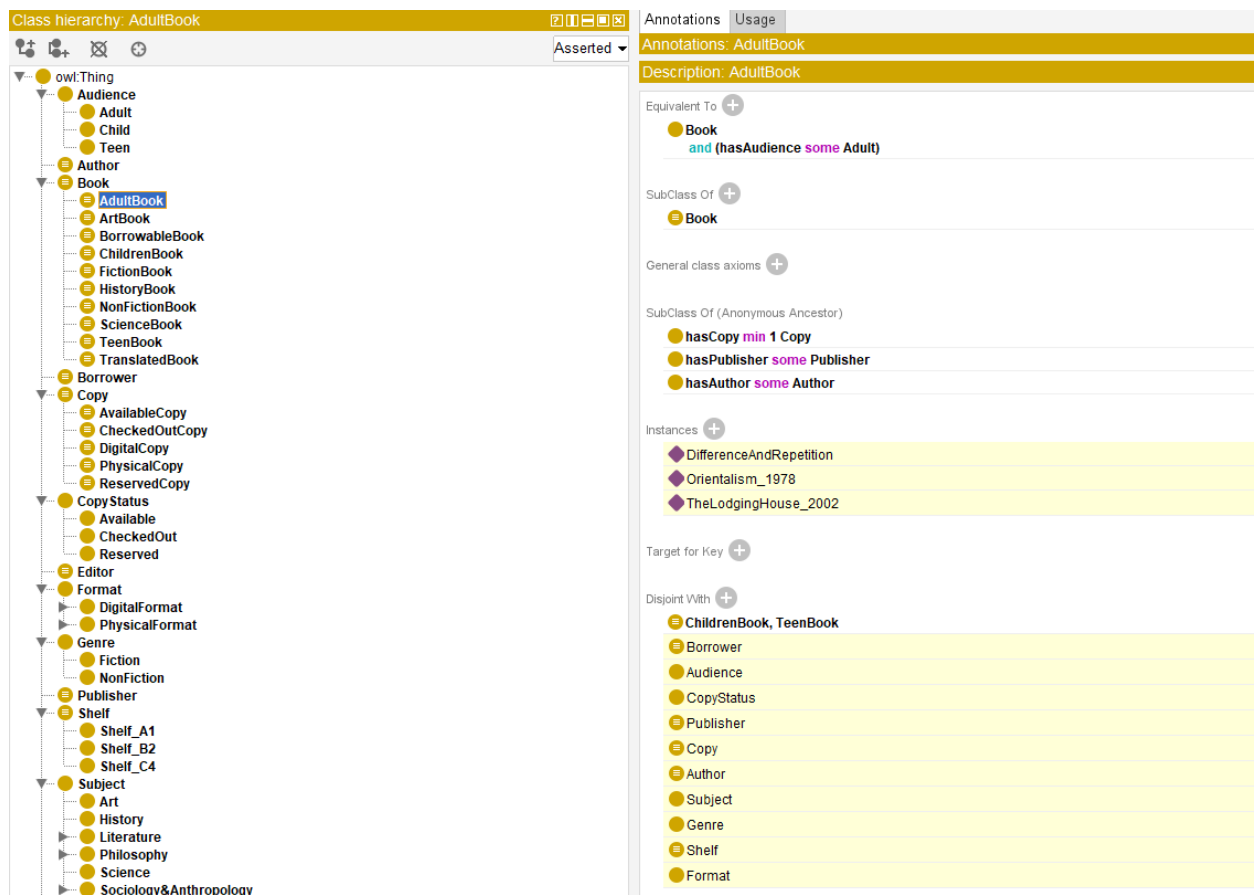 Class hierarchy: AdultBook
Asserted
owl:Thing
Audience
Adult
Child
Teen
Author
Book
AdultBook
ArtBook
BorrowableBook
ChildrenBook
FictionBook
HistoryBook
NonFictionBook
ScienceBook
TeenBook
TranslatedBook
Borrower
Copy
AvailableCopy
CheckedOutCopy
DigitalCopy
PhysicalCopy
ReservedCopy
CopyStatus
Available
CheckedOut
Reserved
Editor
Format
DigitalFormat
PhysicalFormat
Genre
Fiction
NonFiction
Publisher
Shelf
Shelf_A1
Shelf_B2
Shelf_C4
Subject
Art
History
Literature
Philosophy
Science
Sociology&Anthropology
Annotations Usage
Annotations: AdultBook
Description: AdultBook
Equivalent To
Book
and (hasAudience some Adult)
SubClass Of
Book
General class axioms
SubClass Of (Anonymous Ancestor)
hasCopy min 1 Copy
hasPublisher some Publisher
hasAuthor some Author
Instances
DifferenceAndRepetition
Orientalism_1978
TheLodgingHouse_2002
Target for Key
Disjoint With
ChildrenBook, TeenBook
Borrower
Audience
CopyStatus
Publisher
Copy
Author
Subject
Genre
Shelf
Format